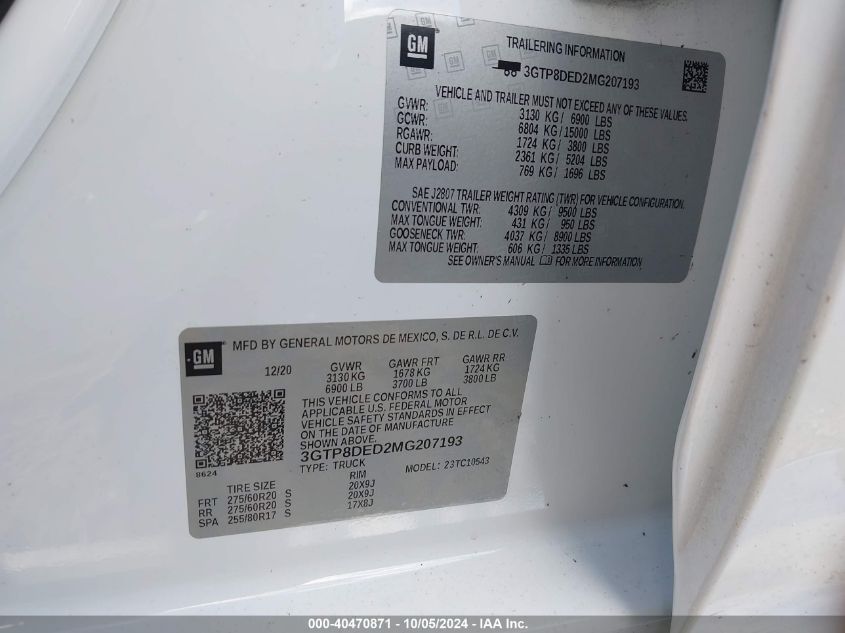 GM
TRAILERING INFORMATION
3GTP8DED2MG207193
VEHICLE AND TRAILER MUST NOT EXCEED ANY OF THESE VALUES.
GVWR: 3130 KG/ 6900 LBS
GCWR: 6804 KG/15000 LBS
RGAWR: 1724 KG/ 3800 LBS
CURB WEIGHT: 2361 KG/ 5204 LBS
MAX PAYLOAD: 769 KG/ 1696 LBS
SAE J2807 TRAILER WEIGHT RATING (TWR) FOR VEHICLE CONFIGURATION.
CONVENTIONAL TWR: 4309 KG/ 9500 LBS
MAX TONGUE WEIGHT: 431 KG/ 950 LBS
GOOSENECK TWR: 4037 KG/ 8900 LBS
MAX TONGUE WEIGHT: 606 KG/ 1335 LBS
SEE OWNER'S MANUAL FOR MORE INFORMATION
GM MFD BY GENERAL MOTORS DE MEXICO, S. DE R.L. DE C.V.
12/20 GVWR GAWR FRT GAWR RR
3130 KG 1678 KG 1724 KG
6900 LB 3700 LB 3800 LB
THIS VEHICLE CONFORMS TO ALL
APPLICABLE U.S. FEDERAL MOTOR
VEHICLE SAFETY STANDARDS IN EFFECT
ON THE DATE OF MANUFACTURE
SHOWN ABOVE.
3GTP8DED2MG207193
8624 TYPE: TRUCK MODEL: 23TC10543
TIRE SIZE RIM
FRT 275/60R20 S 20X9J
RR 275/60R20 S 20X9J
SPA 255/80R17 S 17X8J
000-40470871 - 10/05/2024 - IAA Inc.